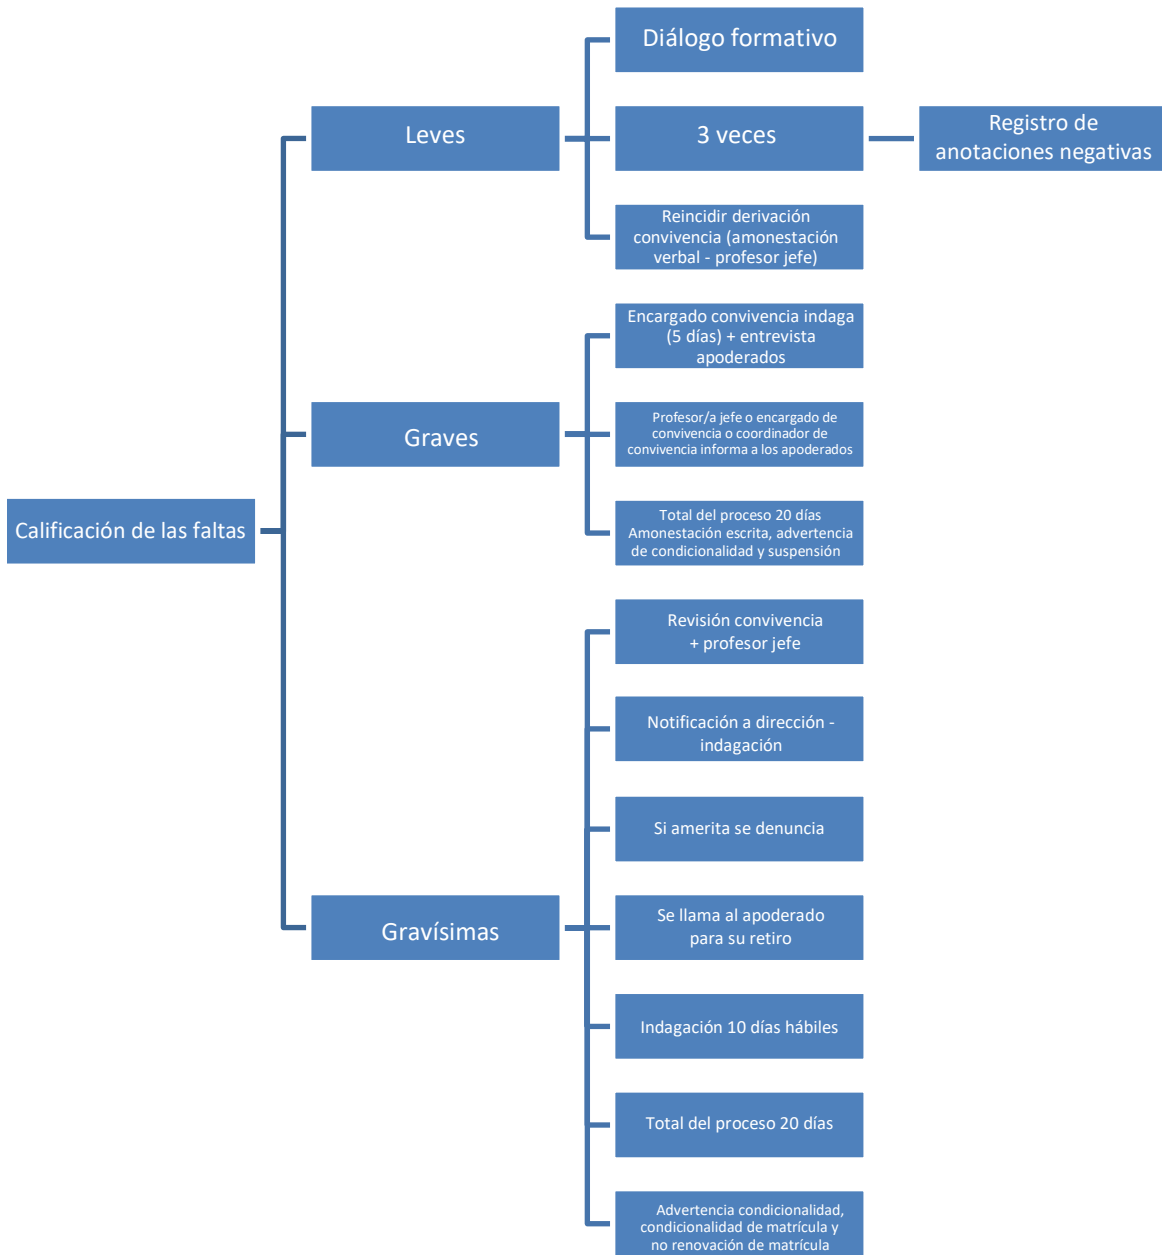 Diálogo formativo
Leves
3 veces
Registro de
anotaciones negativas
Reincidir derivación
convivencia (amonestación
verbal - profesor jefe)
Encargado convivencia indaga
(5 días) + entrevista
apoderados
Graves
Profesor/a jefe o encargado de
convivencia o coordinador de
convivencia informa a los apoderados
Calificación de las faltas
Total del proceso 20 días
Amonestación escrita, advertencia
de condicionalidad y suspensión
Revisión convivencia
+ profesor jefe
Notificación a dirección -
indagación
Si amerita se denuncia
Gravísimas
Se llama al apoderado
para su retiro
Indagación 10 días hábiles
Total del proceso 20 días
Advertencia condicionalidad,
condicionalidad de matrícula y
no renovación de matrícula